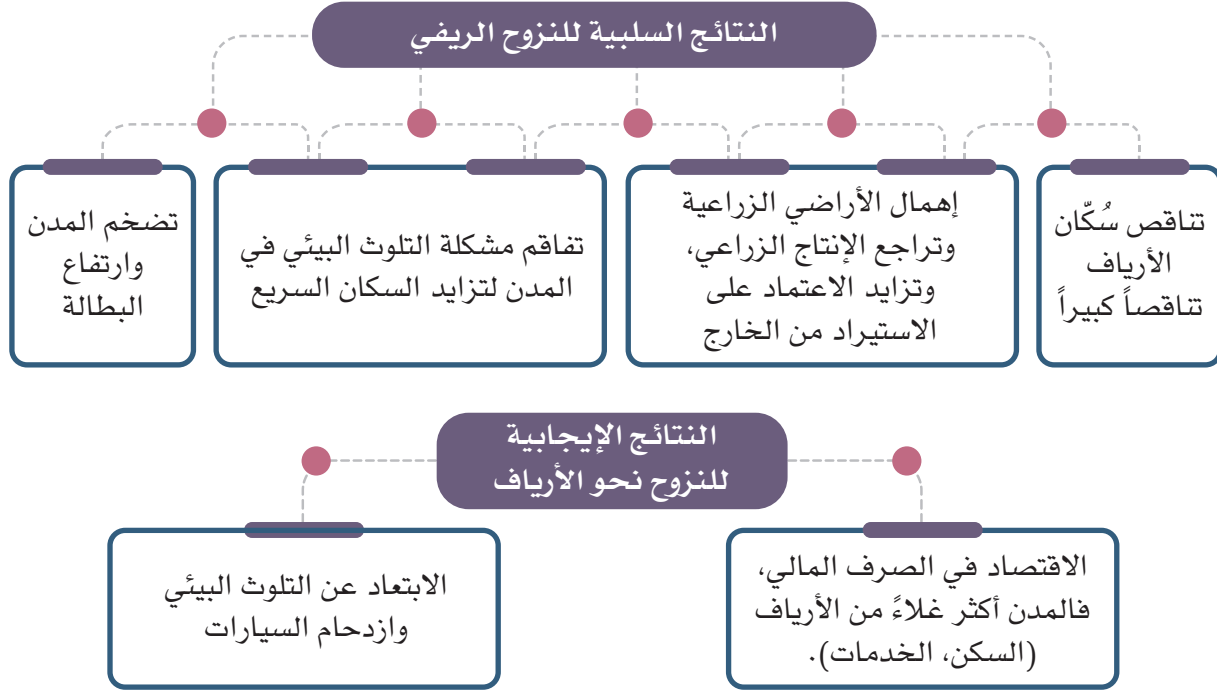 النتائج السلبية للنزوح الريفي
تناقص سُكّان
الأرياف
تناقصاً كبيراً
إهمال الأراضي الزراعية
وتراجع الإنتاج الزراعي،
وتزايد الاعتماد على
الاستيراد من الخارج
تفاقم مشكلة التلوث البيئي في
المدن لتزايد السكان السريع
تضخم المدن
وارتفاع
البطالة
النتائج الإيجابية
للنزوح نحو الأرياف
الاقتصاد في الصرف المالي،
فالمدن أكثر غلاءً من الأرياف
(السكن، الخدمات).
الابتعاد عن التلوث البيئي
وازدحام السيارات